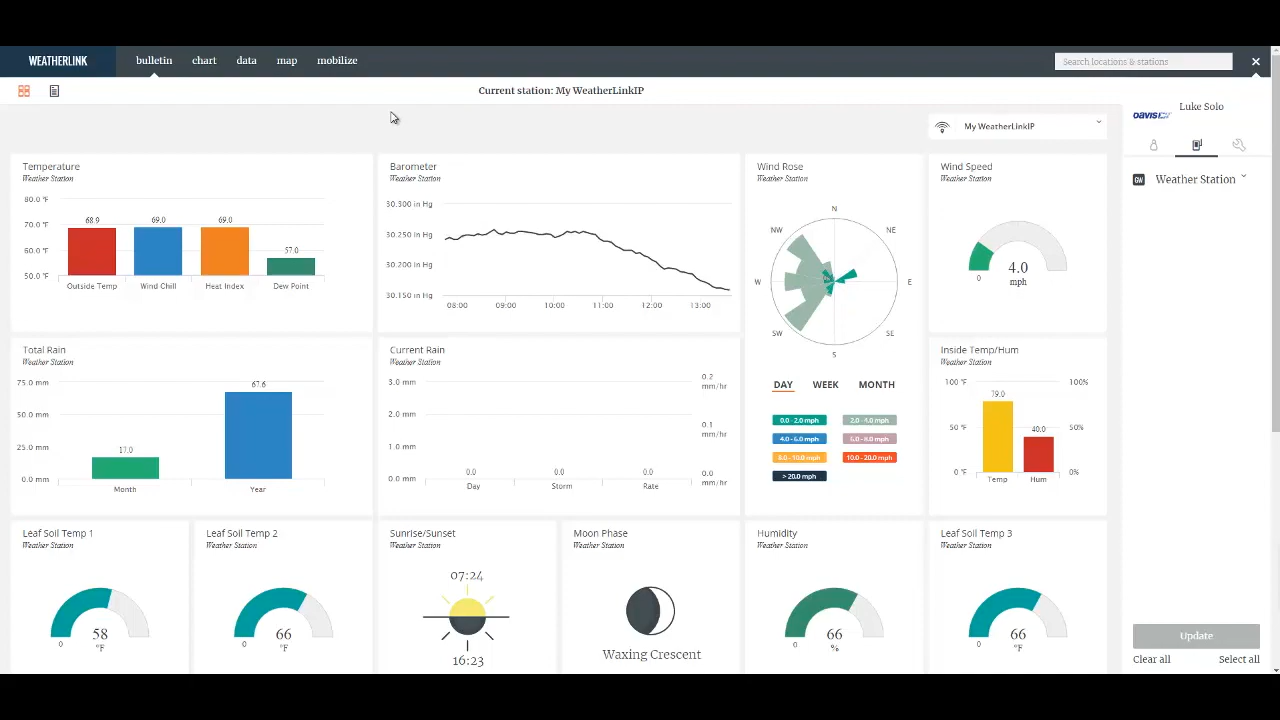 WEATHERLINK
bulletin
chart
data
map
mobilize
Search locations & stations
Current station: My WeatherLinkIP
My WeatherLinkIP
DAVIS
Luke Solo
GW
Weather Station
Temperature
Weather Station
80.0 °F
70.0 °F
60.0 °F
50.0 °F
68.9
69.0
69.0
57.0
Outside Temp
Wind Chill
Heat Index
Dew Point
Barometer
Weather Station
30.300 in Hg
30.250 in Hg
30.200 in Hg
30.150 in Hg
08:00
09:00
10:00
11:00
12:00
13:00
Wind Rose
Weather Station
N
NW
NE
W
E
SW
SE
S
DAY
WEEK
MONTH
0.0 - 2.0 mph
2.0 - 4.0 mph
4.0 - 6.0 mph
6.0 - 8.0 mph
8.0 - 10.0 mph
10.0 - 20.0 mph
> 20.0 mph
Wind Speed
Weather Station
4.0
mph
0
Total Rain
Weather Station
75.0 mm
50.0 mm
25.0 mm
0.0 mm
17.0
67.6
Month
Year
Current Rain
Weather Station
3.0 mm
2.0 mm
1.0 mm
0.0 mm
0.2
mm/hr
0.1
mm/hr
0.0
mm/hr
0.0
0.0
0.0
Day
Storm
Rate
Inside Temp/Hum
Weather Station
100 °F
50 °F
0 °F
100%
50%
0%
79.0
40.0
Temp
Hum
Leaf Soil Temp 1
Weather Station
58
°F
0
Leaf Soil Temp 2
Weather Station
66
°F
0
Sunrise/Sunset
Weather Station
07:24
16:23
Moon Phase
Weather Station
Waxing Crescent
Humidity
Weather Station
66
%
0
Leaf Soil Temp 3
Weather Station
66
°F
0
Update
Clear all
Select all